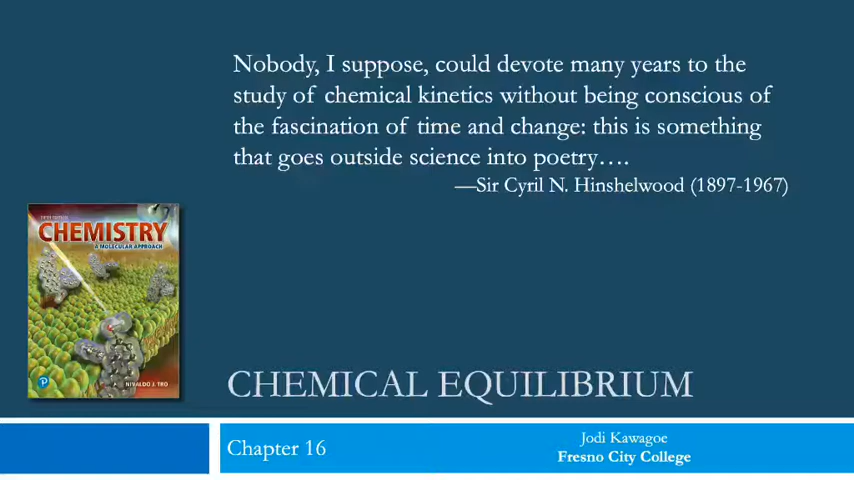 Nobody, I suppose, could devote many years to the
study of chemical kinetics without being conscious of
the fascination of time and change: this is something
that goes outside science into poetry….
—Sir Cyril N. Hinshelwood (1897-1967)
FIFTH EDITION
CHEMISTRY
A MOLECULAR APPROACH
P
NIVALDO J. TRO
CHEMICAL EQUILIBRIUM
Chapter 16
Jodi Kawagoe
Fresno City College